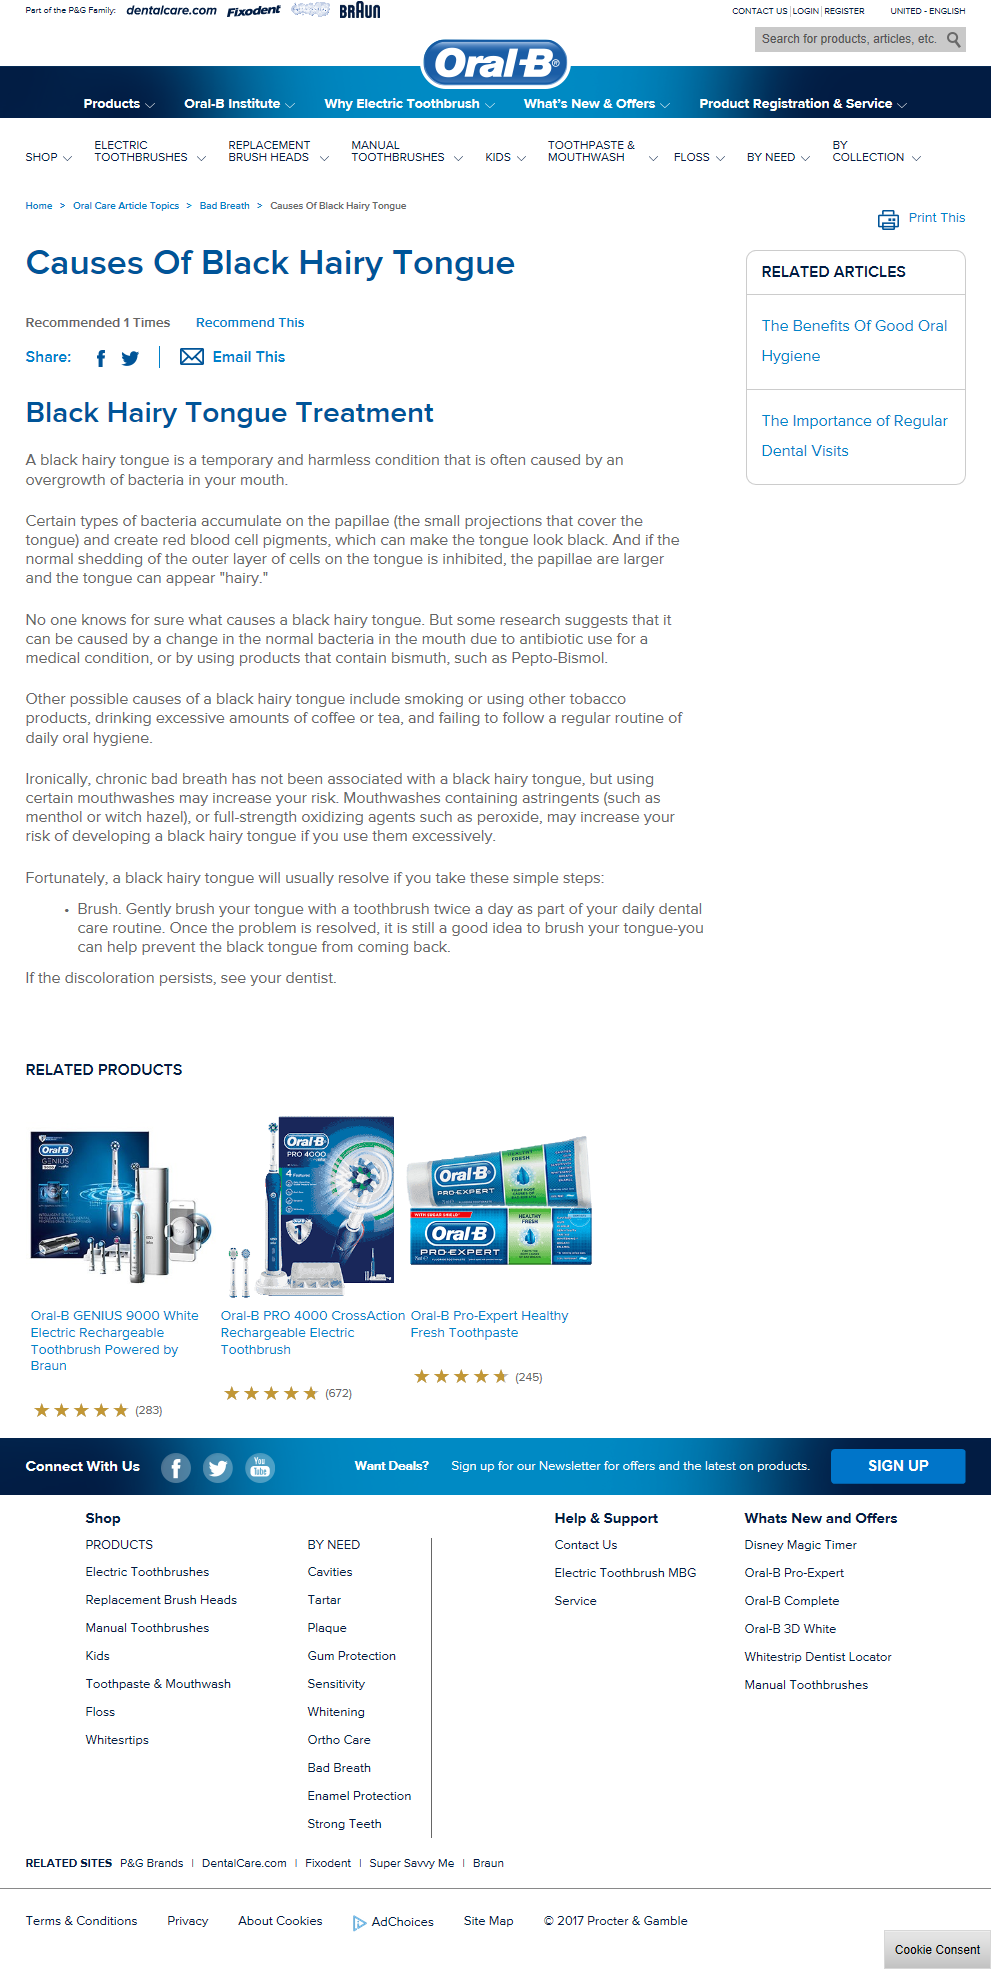 Part of the P&G Family: dentalcare.com Fixodent BRAUN
CONTACT US | LOGIN | REGISTER UNITED - ENGLISH
Search for products, articles, etc.
Oral-B®
Products Oral-B Institute Why Electric Toothbrush What's New & Offers Product Registration & Service
SHOP ELECTRIC TOOTHBRUSHES REPLACEMENT BRUSH HEADS MANUAL TOOTHBRUSHES KIDS TOOTHPASTE & MOUTHWASH FLOSS BY NEED BY COLLECTION
Home > Oral Care Article Topics > Bad Breath > Causes Of Black Hairy Tongue
Print This
Causes Of Black Hairy Tongue
Recommended 1 Times Recommend This
Share: Email This
RELATED ARTICLES
The Benefits Of Good Oral
Hygiene
The Importance of Regular
Dental Visits
Black Hairy Tongue Treatment
A black hairy tongue is a temporary and harmless condition that is often caused by an
overgrowth of bacteria in your mouth.
Certain types of bacteria accumulate on the papillae (the small projections that cover the
tongue) and create red blood cell pigments, which can make the tongue look black. And if the
normal shedding of the outer layer of cells on the tongue is inhibited, the papillae are larger
and the tongue can appear "hairy."
No one knows for sure what causes a black hairy tongue. But some research suggests that it
can be caused by a change in the normal bacteria in the mouth due to antibiotic use for a
medical condition, or by using products that contain bismuth, such as Pepto-Bismol.
Other possible causes of a black hairy tongue include smoking or using other tobacco
products, drinking excessive amounts of coffee or tea, and failing to follow a regular routine of
daily oral hygiene.
Ironically, chronic bad breath has not been associated with a black hairy tongue, but using
certain mouthwashes may increase your risk. Mouthwashes containing astringents (such as
menthol or witch hazel), or full-strength oxidizing agents such as peroxide, may increase your
risk of developing a black hairy tongue if you use them excessively.
Fortunately, a black hairy tongue will usually resolve if you take these simple steps:
• Brush. Gently brush your tongue with a toothbrush twice a day as part of your daily dental
care routine. Once the problem is resolved, it is still a good idea to brush your tongue-you
can help prevent the black tongue from coming back.
If the discoloration persists, see your dentist.
RELATED PRODUCTS
Oral-B
GENIUS
Oral-B
PRO 4000
4 Features
1
Oral-B
PRO-EXPERT
HEALTHY
FRESH
Oral-B
PRO-EXPERT
HEALTHY
FRESH
Oral-B GENIUS 9000 White
Electric Rechargeable
Toothbrush Powered by
Braun
(283)
Oral-B PRO 4000 CrossAction
Rechargeable Electric
Toothbrush
(672)
Oral-B Pro-Expert Healthy
Fresh Toothpaste
(245)
Connect With Us You Tube Want Deals? Sign up for our Newsletter for offers and the latest on products. SIGN UP
Shop
PRODUCTS
Electric Toothbrushes
Replacement Brush Heads
Manual Toothbrushes
Kids
Toothpaste & Mouthwash
Floss
Whitesrtips
BY NEED
Cavities
Tartar
Plaque
Gum Protection
Sensitivity
Whitening
Ortho Care
Bad Breath
Enamel Protection
Strong Teeth
Help & Support
Contact Us
Electric Toothbrush MBG
Service
Whats New and Offers
Disney Magic Timer
Oral-B Pro-Expert
Oral-B Complete
Oral-B 3D White
Whitestrip Dentist Locator
Manual Toothbrushes
RELATED SITES P&G Brands | DentalCare.com | Fixodent | Super Savvy Me | Braun
Terms & Conditions Privacy About Cookies AdChoices Site Map © 2017 Procter & Gamble
Cookie Consent